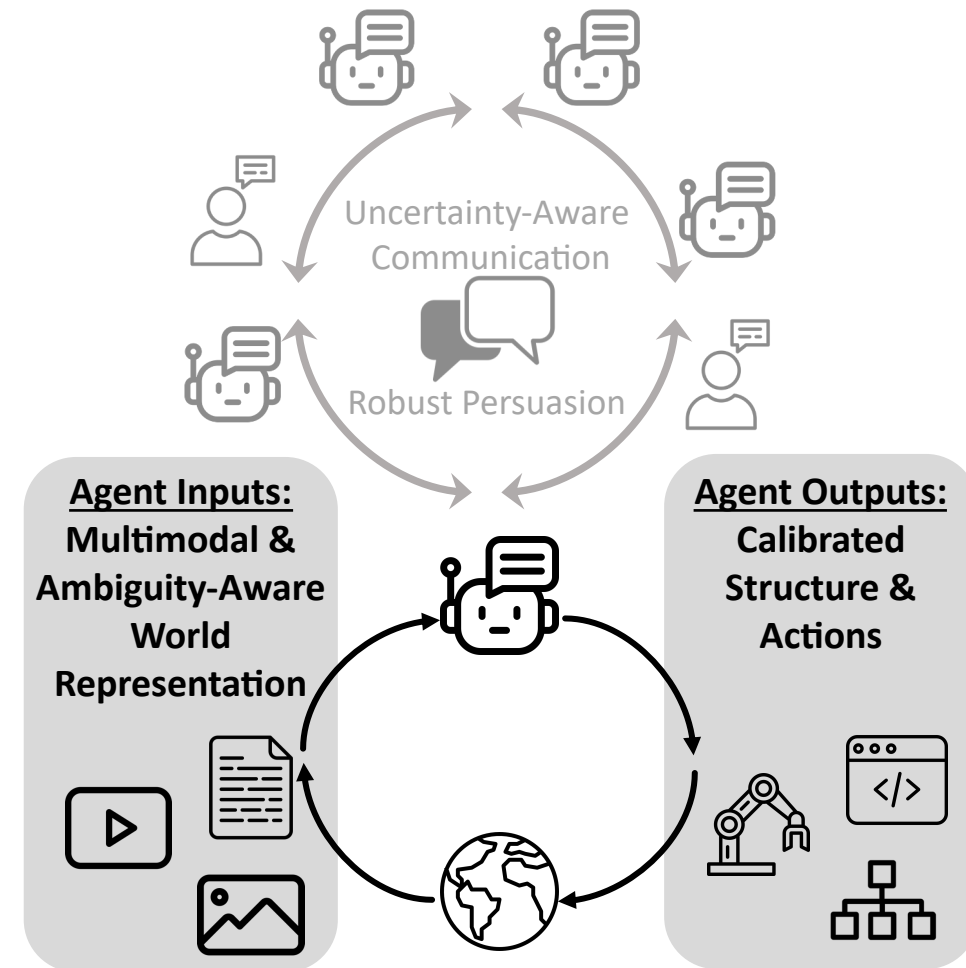 Uncertainty-Aware
Communication
Robust Persuasion
Agent Inputs:
Multimodal &
Ambiguity-Aware
World
Representation
Agent Outputs:
Calibrated
Structure &
Actions
</>